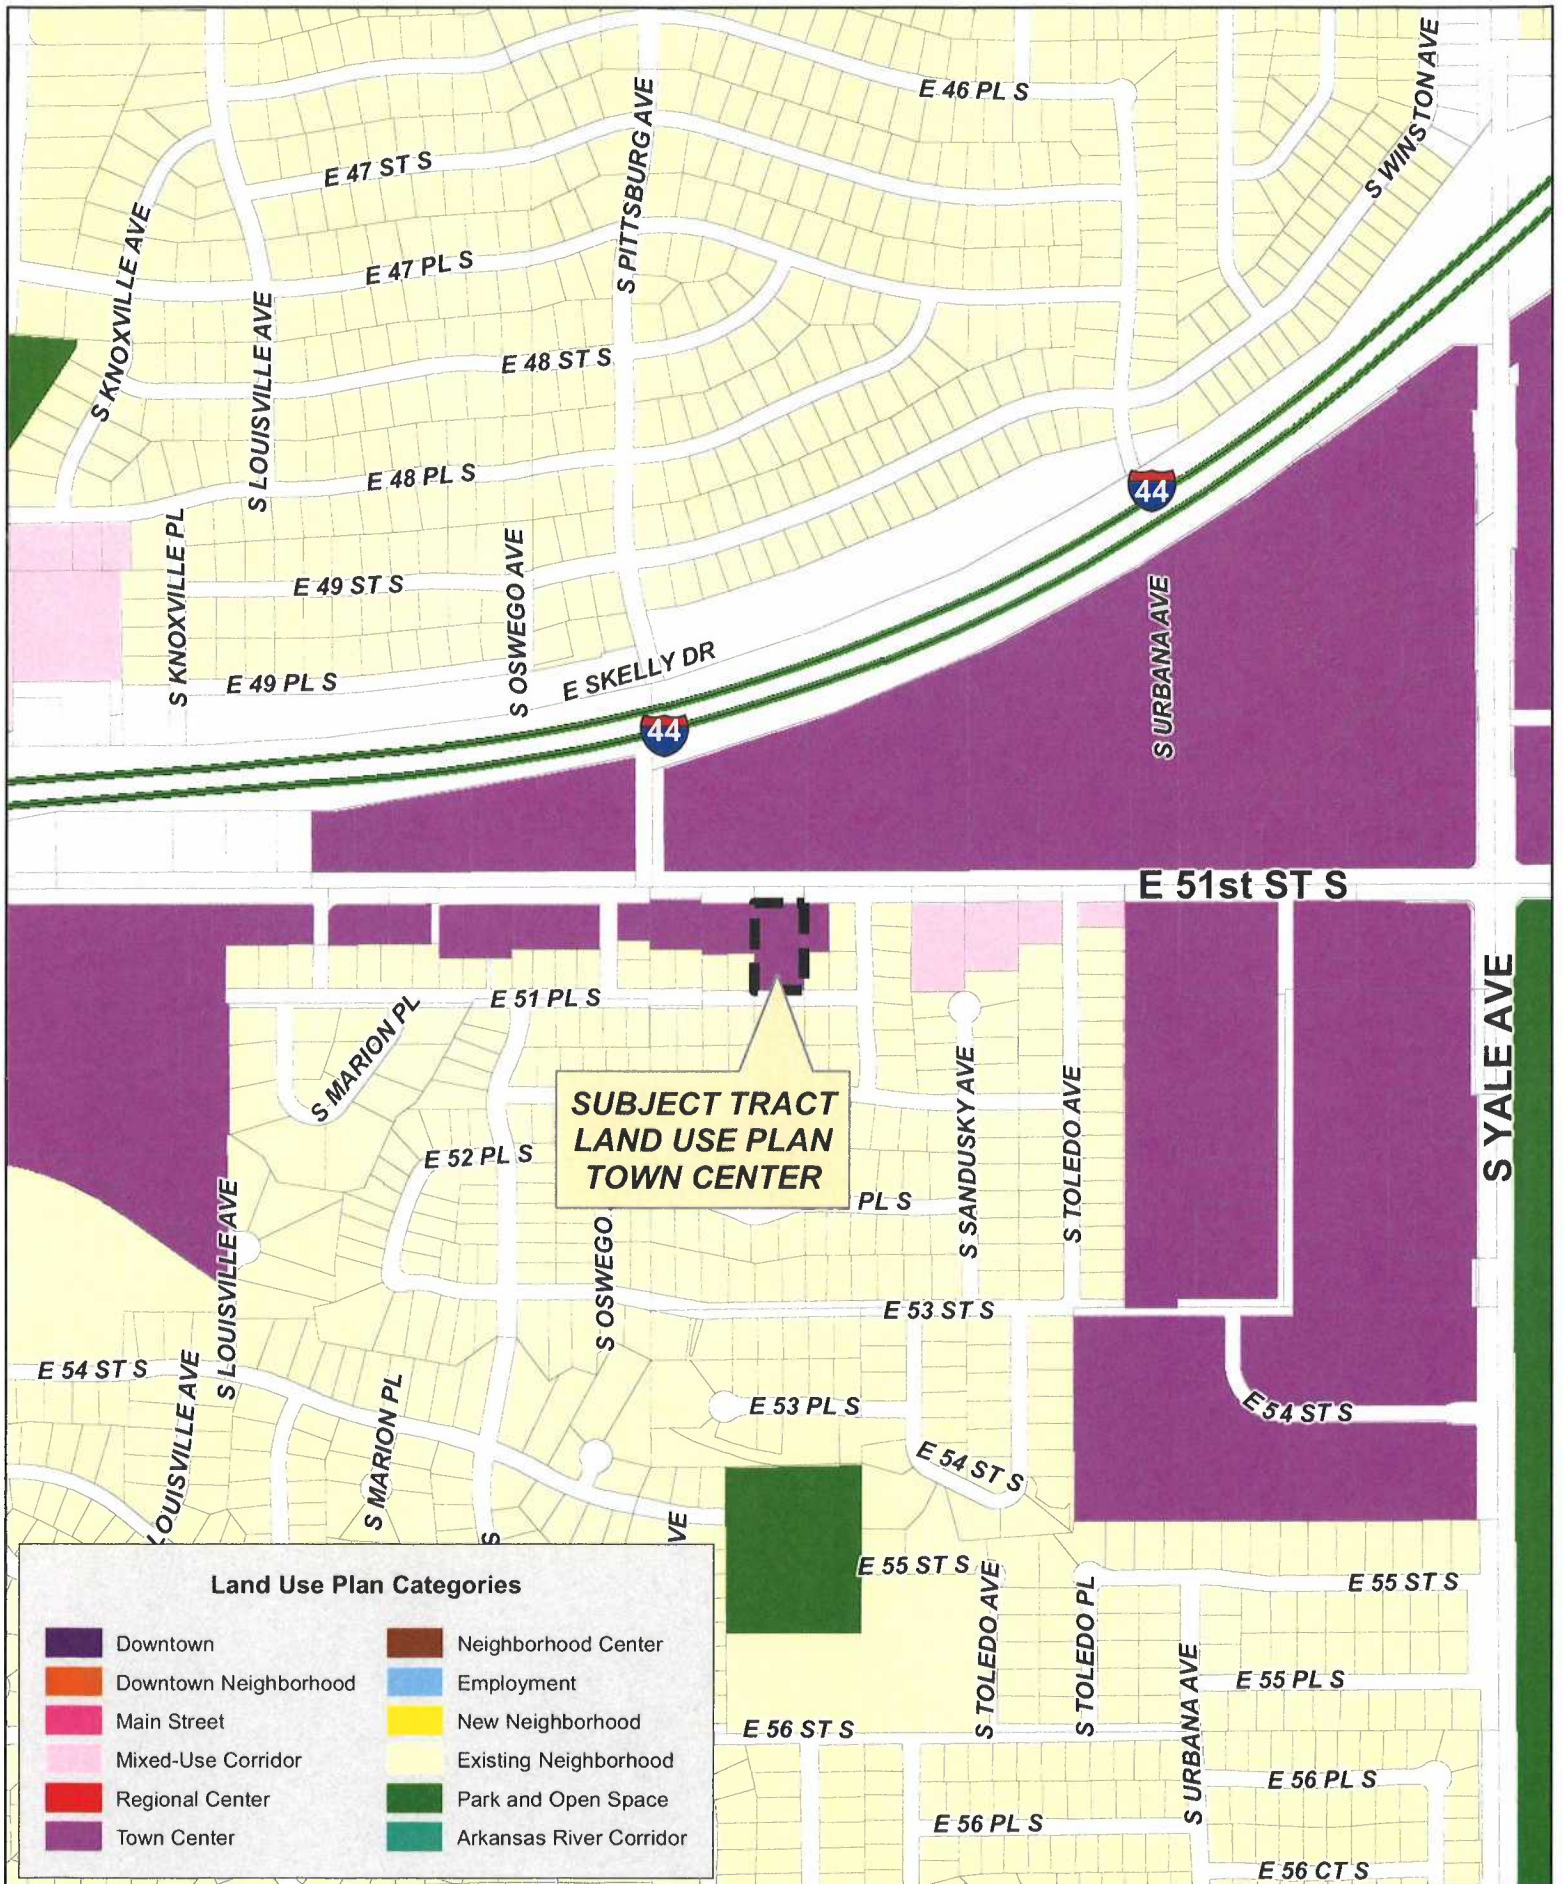 E 46 PL S
S WINSTON AVE
S PITTSBURG AVE
E 47 ST S
S KNOXVILLE AVE
E 47 PL S
S LOUISVILLE AVE
E 48 ST S
E 48 PL S
44
S KNOXVILLE PL
E 49 ST S
S OSWEGO AVE
S URBANA AVE
E 49 PL S
E SKELLY DR
44
E 51st ST S
E 51 PL S
S MARION PL
S YALE AVE
SUBJECT TRACT
LAND USE PLAN
TOWN CENTER
S SANDUSKY AVE
S TOLEDO AVE
E 52 PL S
PL S
S LOUISVILLE AVE
S OSWEGO
E 53 ST S
E 54 ST S
LOUISVILLE AVE
S MARION PL
E 53 PL S
E 54 ST S
E 54 ST S
S
VE
E 55 ST S
S TOLEDO AVE
S TOLEDO PL
E 55 ST S
S URBANA AVE
E 55 PL S
E 56 ST S
E 56 PL S
E 56 PL S
E 56 CT S
Land Use Plan Categories
Downtown
Downtown Neighborhood
Main Street
Mixed-Use Corridor
Regional Center
Town Center
Neighborhood Center
Employment
New Neighborhood
Existing Neighborhood
Park and Open Space
Arkansas River Corridor